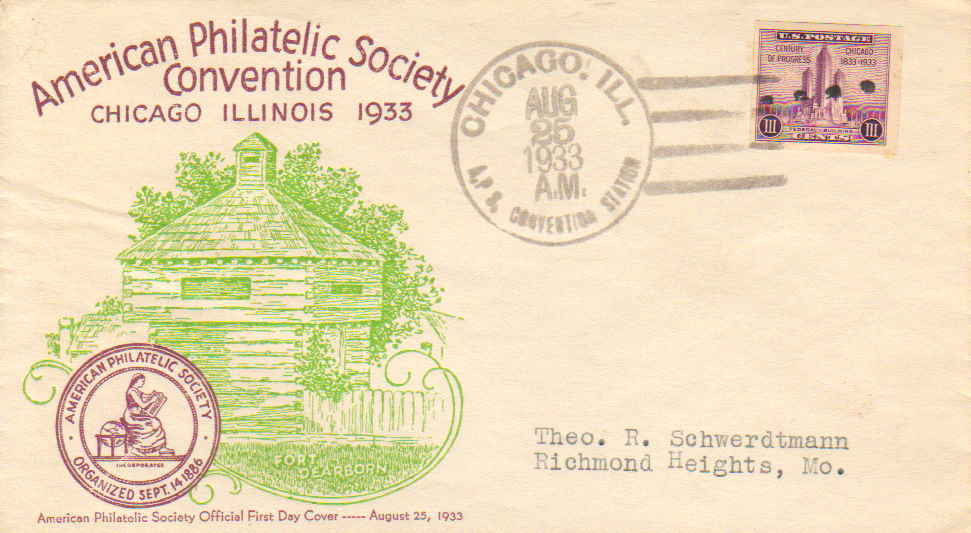 American Philatelic Society
Convention
CHICAGO ILLINOIS 1933
CHICAGO, ILL.
AUG
25
1933
A.M.
A.P.S. CONVENTION STATION
U.S. POSTAGE
CENTURY OF PROGRESS
CHICAGO 1833-1933
III
FEDERAL BUILDING
III
CENTS
AMERICAN PHILATELIC SOCIETY
INCORPORATED
ORGANIZED SEPT. 14 1886
FORT
DEARBORN
Theo. R. Schwerdtmann
Richmond Heights, Mo.
American Philatelic Society Official First Day Cover ----- August 25, 1933